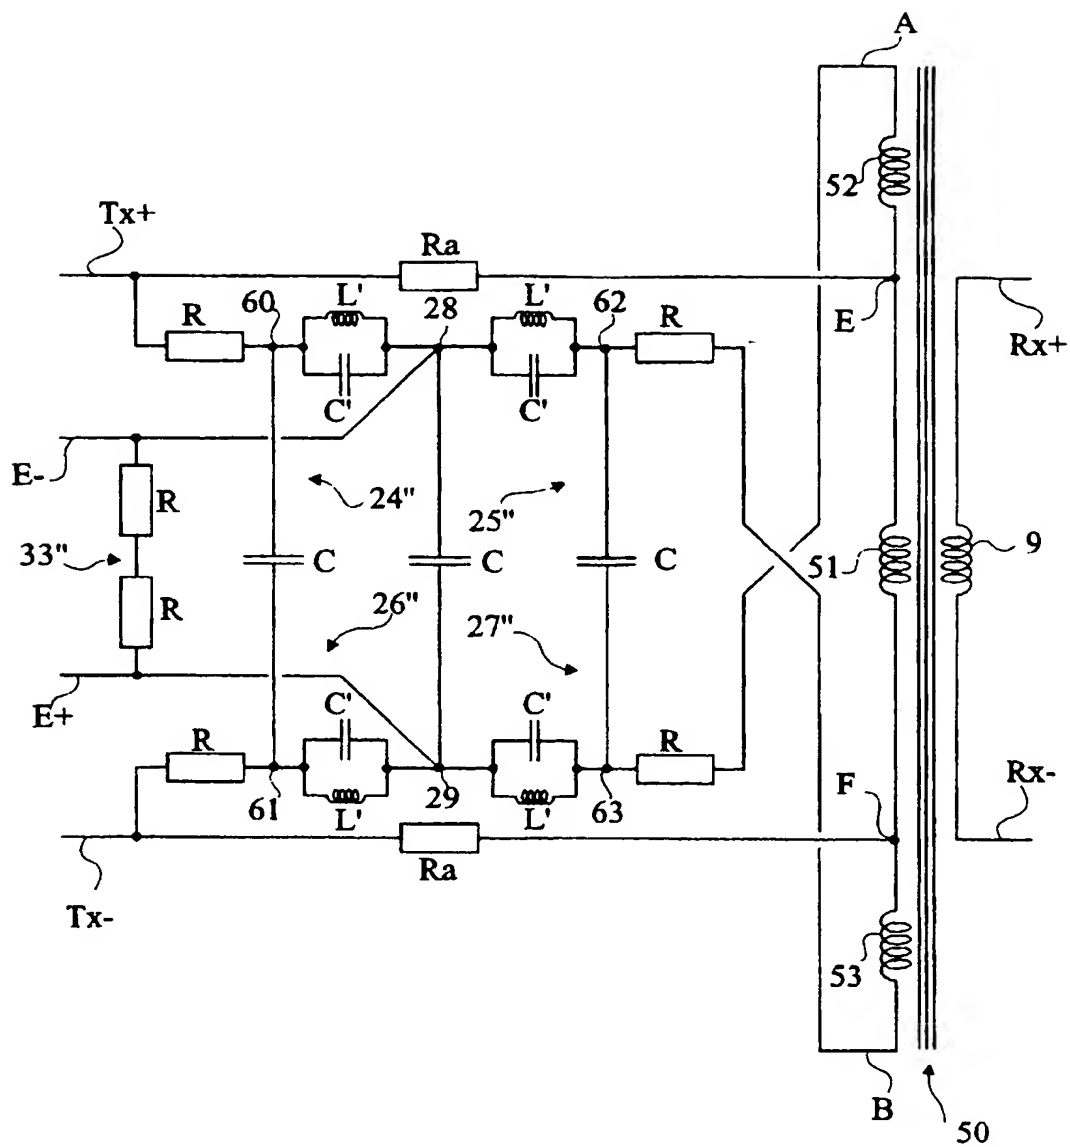 A
52
Tx+
Ra
E
Rx+
R
60
L'
28
L'
62
R
C'
C'
E-
R
24"
25"
33"
C
C
C
51
9
R
26"
27"
E+
C'
C'
R
R
61
L'
29
L'
63
F
Rx-
Ra
Tx-
53
B
50